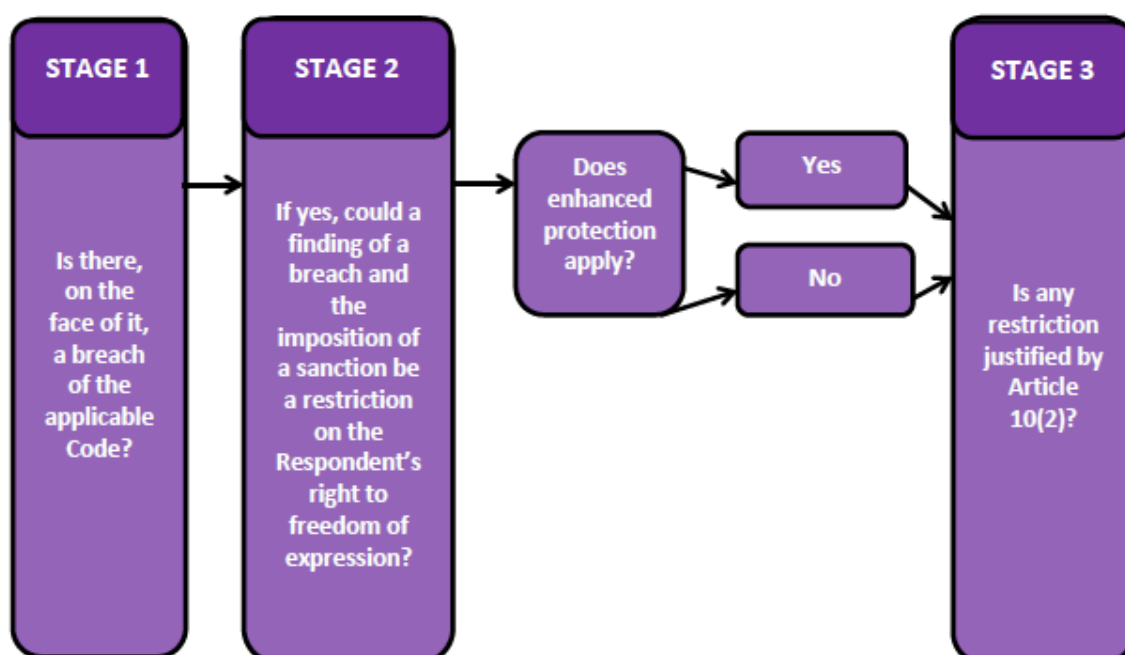 STAGE 1
Is there,
on the
face of it,
a breach
of the
applicable
Code?
STAGE 2
If yes, could a
finding of a
breach and
the
imposition of
a sanction be
a restriction
on the
Respondent's
right to
freedom of
expression?
Does
enhanced
protection
apply?
Yes
No
STAGE 3
Is any
restriction
justified by
Article
10(2)?